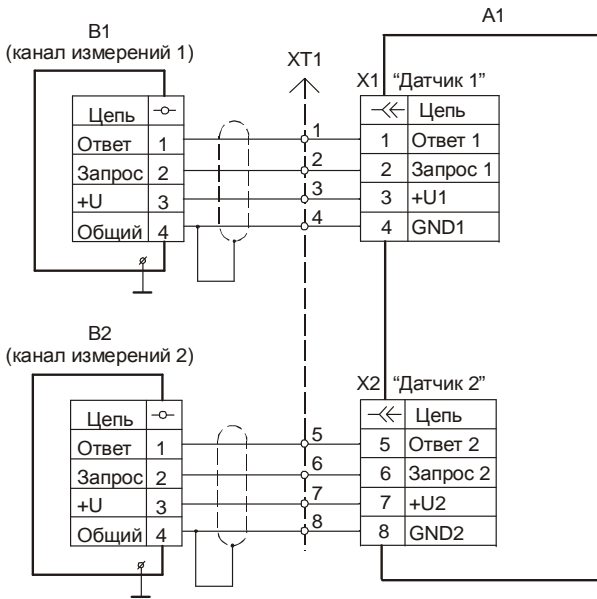 A1
B1
(канал измерений 1)
XT1
X1 “Датчик 1”
Цепь
Ответ 1
Запрос 2
+U 3
Общий 4
1
2
3
4
Цепь
1 Ответ 1
2 Запрос 1
3 +U1
4 GND1
B2
(канал измерений 2)
X2 “Датчик 2”
Цепь
Ответ 1
Запрос 2
+U 3
Общий 4
5
6
7
8
Цепь
5 Ответ 2
6 Запрос 2
7 +U2
8 GND2